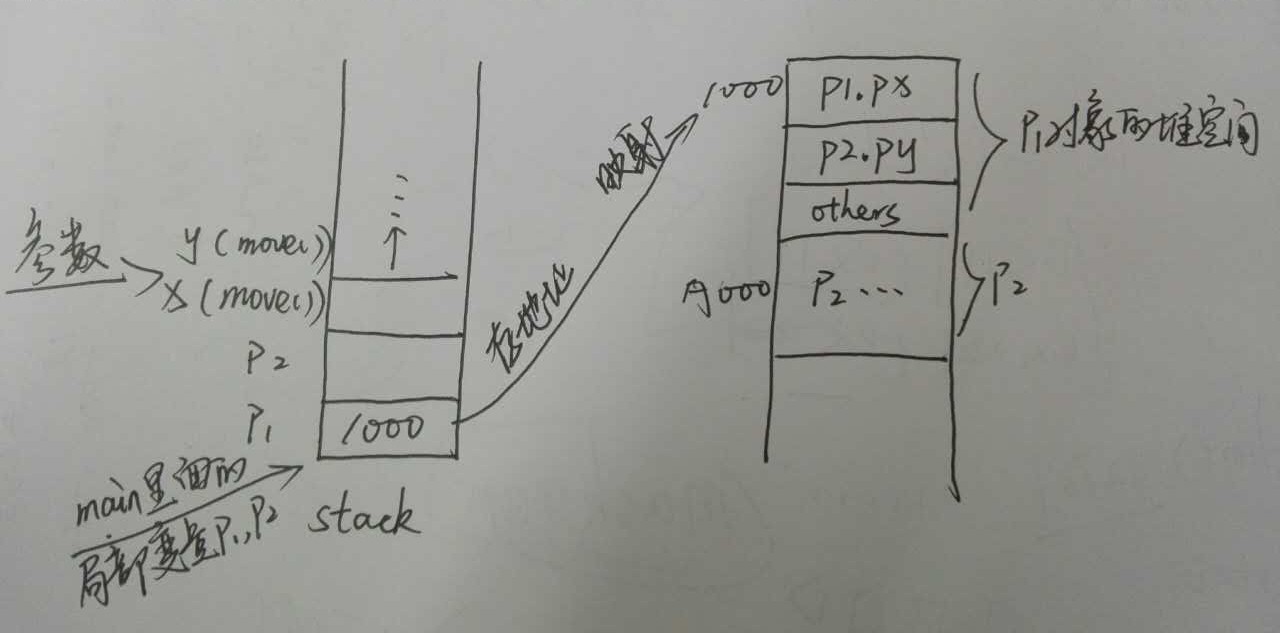 参数
y (move())
x (move())
P2
P1
1000
main里面的
局部变量P1,P2
stack
存地址
映射
1000
p1.px
p2.py
others
P1对象的堆空间
P2...
P2